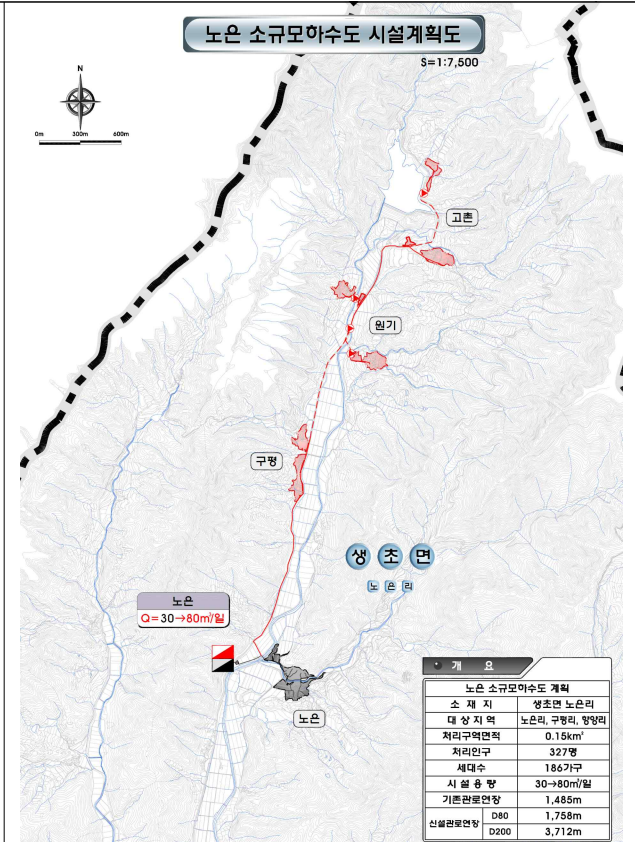 노은 소규모하수도 시설계획도
S=1:7,500
N
0m 300m 600m
고촌
원기
구평
생초면
노은리
노은
Q=30→80㎥/일
노은
개 요
노은 소규모하수도 계획
소 재 지 생초면 노은리
대 상 지 역 노은리, 구평리, 향양리
처리구역면적 0.15km²
처리인구 327명
세대수 186가구
시 설 용 량 30→80㎥/일
기존관로연장 1,485m
신설관로연장 D80 1,758m
D200 3,712m